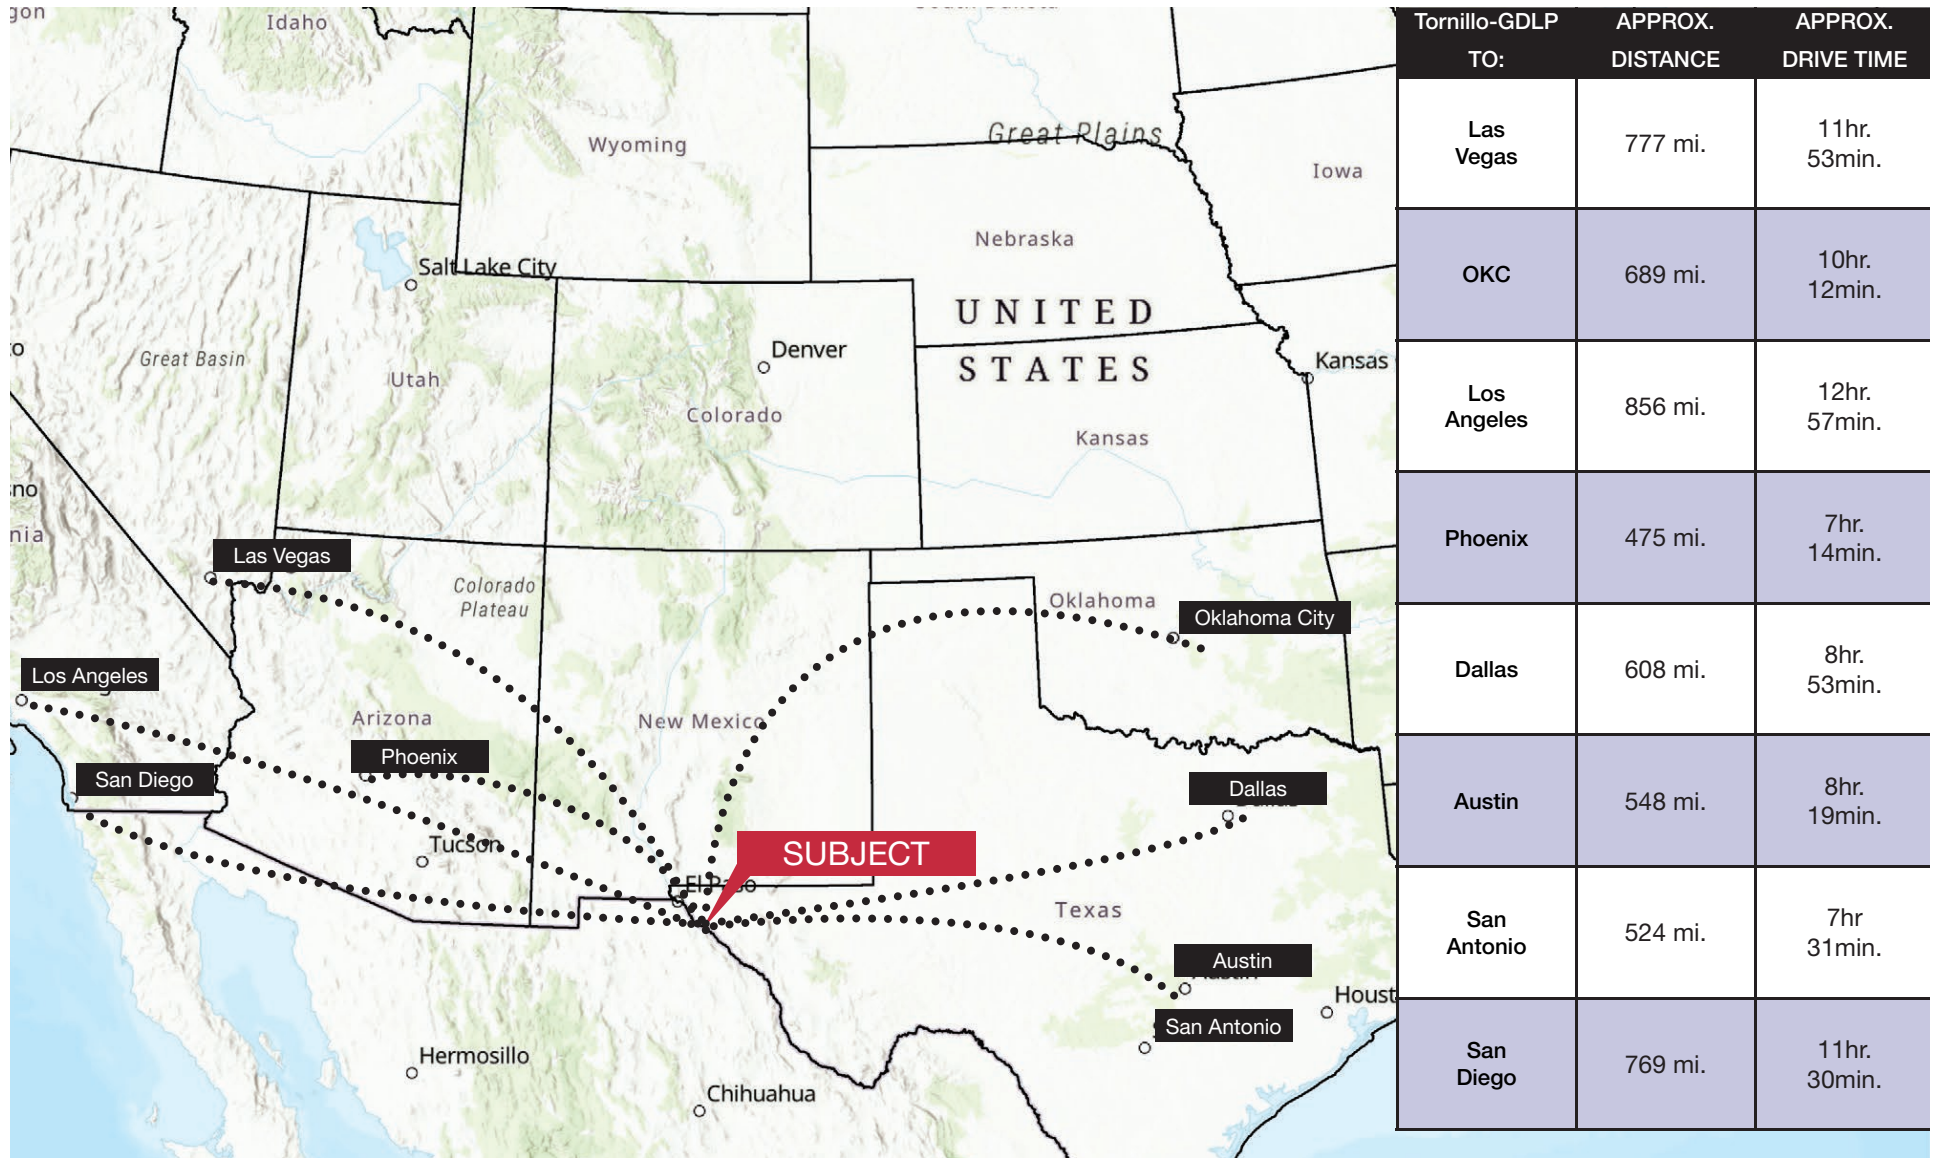 Idaho
Wyoming
Great Plains
Iowa
Nebraska
Salt Lake City
UNITED
STATES
Great Basin
Utah
Denver
Colorado
Kansas
Kansas
Las Vegas
Colorado
Plateau
Oklahoma
Oklahoma City
Los Angeles
Arizona
New Mexico
Phoenix
San Diego
Dallas
Tucson
SUBJECT
El Paso
Texas
Austin
San Antonio
Hermosillo
Chihuahua
Tornillo-GDLP APPROX. APPROX.
TO: DISTANCE DRIVE TIME
Las
Vegas
777 mi.
11hr.
53min.
OKC
689 mi.
10hr.
12min.
Los
Angeles
856 mi.
12hr.
57min.
Phoenix
475 mi.
7hr.
14min.
Dallas
608 mi.
8hr.
53min.
Austin
548 mi.
8hr.
19min.
San
Antonio
524 mi.
7hr
31min.
San
Diego
769 mi.
11hr.
30min.